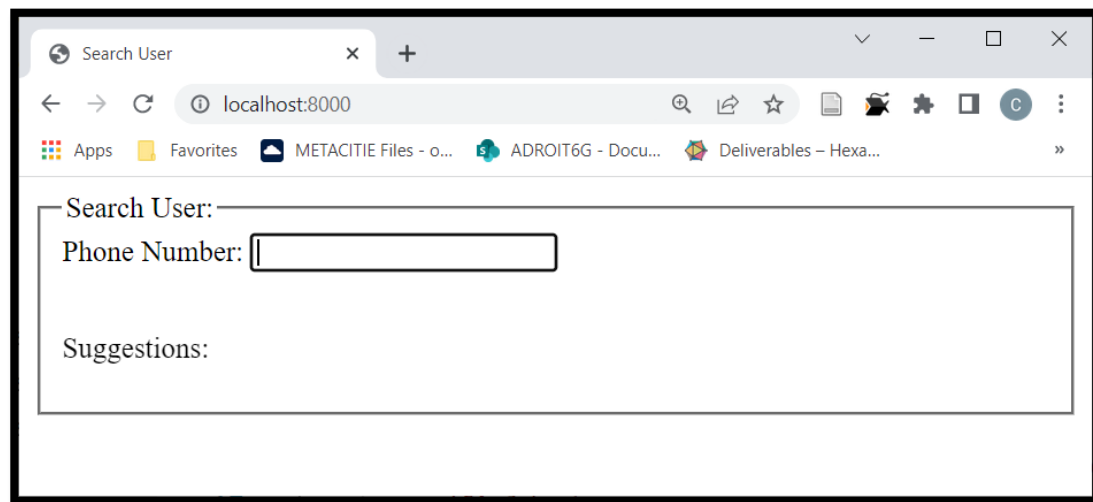 Search User
localhost:8000
C
Apps Favorites METACITIE Files - o... ADROIT6G - Docu... Deliverables – Hexa... »
Search User:
Phone Number:
Suggestions: